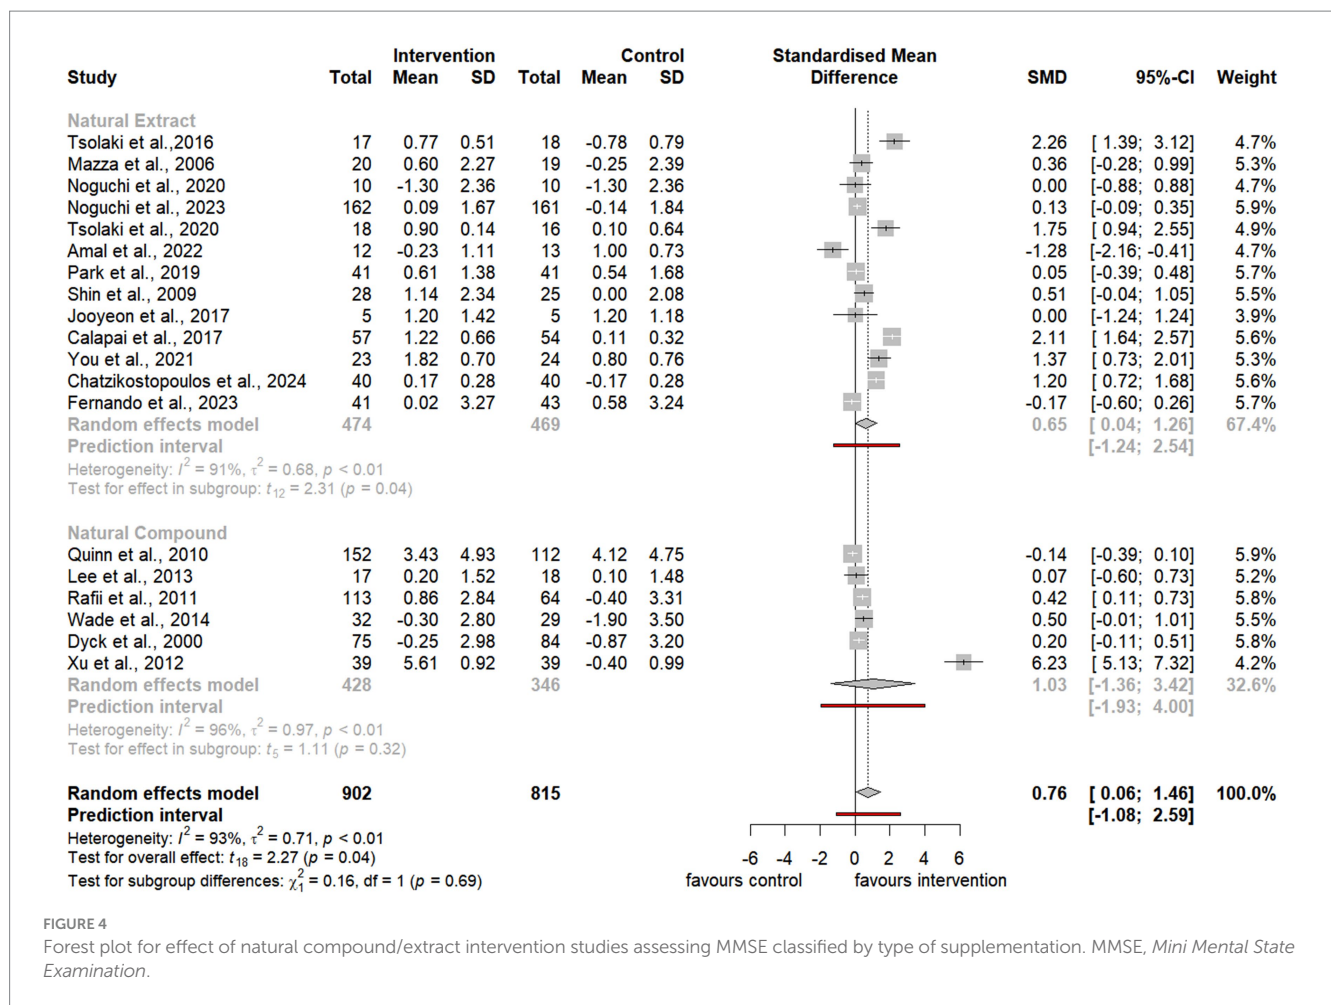 Intervention Control Standardised Mean
Study Total Mean SD Total Mean SD Difference SMD 95%-CI Weight
Natural Extract
Tsolaki et al.,2016 17 0.77 0.51 18 -0.78 0.79 2.26 [ 1.39; 3.12] 4.7%
Mazza et al., 2006 20 0.60 2.27 19 -0.25 2.39 0.36 [-0.28; 0.99] 5.3%
Noguchi et al., 2020 10 -1.30 2.36 10 -1.30 2.36 0.00 [-0.88; 0.88] 4.7%
Noguchi et al., 2023 162 0.09 1.67 161 -0.14 1.84 0.13 [-0.09; 0.35] 5.9%
Tsolaki et al., 2020 18 0.90 0.14 16 0.10 0.64 1.75 [ 0.94; 2.55] 4.9%
Amal et al., 2022 12 -0.23 1.11 13 1.00 0.73 -1.28 [-2.16; -0.41] 4.7%
Park et al., 2019 41 0.61 1.38 41 0.54 1.68 0.05 [-0.39; 0.48] 5.7%
Shin et al., 2009 28 1.14 2.34 25 0.00 2.08 0.51 [-0.04; 1.05] 5.5%
Jooyeon et al., 2017 5 1.20 1.42 5 1.20 1.18 0.00 [-1.24; 1.24] 3.9%
Calapai et al., 2017 57 1.22 0.66 54 0.11 0.32 2.11 [ 1.64; 2.57] 5.6%
You et al., 2021 23 1.82 0.70 24 0.80 0.76 1.37 [ 0.73; 2.01] 5.3%
Chatzikostopoulos et al., 2024 40 0.17 0.28 40 -0.17 0.28 1.20 [ 0.72; 1.68] 5.6%
Fernando et al., 2023 41 0.02 3.27 43 0.58 3.24 -0.17 [-0.60; 0.26] 5.7%
Random effects model 474 469 0.65 [ 0.04; 1.26] 67.4%
Prediction interval [-1.24; 2.54]
Heterogeneity: I² = 91%, τ² = 0.68, p < 0.01
Test for effect in subgroup: t₁₂ = 2.31 (p = 0.04)
Natural Compound
Quinn et al., 2010 152 3.43 4.93 112 4.12 4.75 -0.14 [-0.39; 0.10] 5.9%
Lee et al., 2013 17 0.20 1.52 18 0.10 1.48 0.07 [-0.60; 0.73] 5.2%
Rafii et al., 2011 113 0.86 2.84 64 -0.40 3.31 0.42 [ 0.11; 0.73] 5.8%
Wade et al., 2014 32 -0.30 2.80 29 -1.90 3.50 0.50 [-0.01; 1.01] 5.5%
Dyck et al., 2000 75 -0.25 2.98 84 -0.87 3.20 0.20 [-0.11; 0.51] 5.8%
Xu et al., 2012 39 5.61 0.92 39 -0.40 0.99 6.23 [ 5.13; 7.32] 4.2%
Random effects model 428 346 1.03 [-1.36; 3.42] 32.6%
Prediction interval [-1.93; 4.00]
Heterogeneity: I² = 96%, τ² = 0.97, p < 0.01
Test for effect in subgroup: t₅ = 1.11 (p = 0.32)
Random effects model 902 815 0.76 [ 0.06; 1.46] 100.0%
Prediction interval [-1.08; 2.59]
Heterogeneity: I² = 93%, τ² = 0.71, p < 0.01
Test for overall effect: t₁₈ = 2.27 (p = 0.04)
-6 -4 -2 0 2 4 6
Test for subgroup differences: χ²₁ = 0.16, df = 1 (p = 0.69) favours control favours intervention
FIGURE 4
Forest plot for effect of natural compound/extract intervention studies assessing MMSE classified by type of supplementation. MMSE, Mini Mental State
Examination.